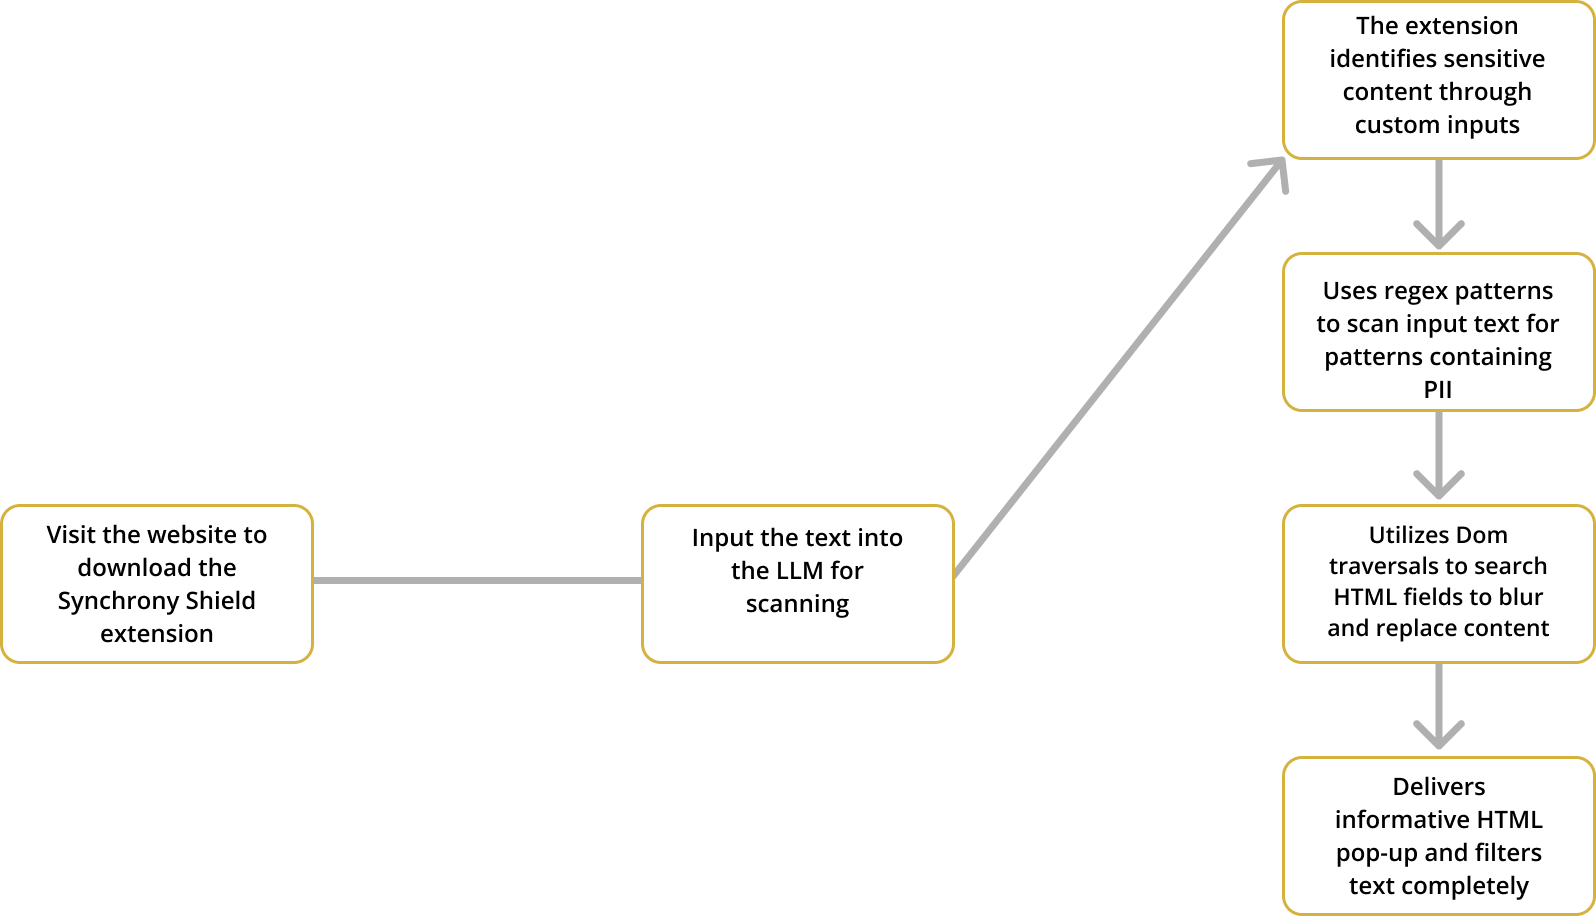 Visit the website to
download the
Synchrony Shield
extension
Input the text into
the LLM for
scanning
The extension
identifies sensitive
content through
custom inputs
Uses regex patterns
to scan input text for
patterns containing
PII
Utilizes Dom
traversals to search
HTML fields to blur
and replace content
Delivers
informative HTML
pop-up and filters
text completely